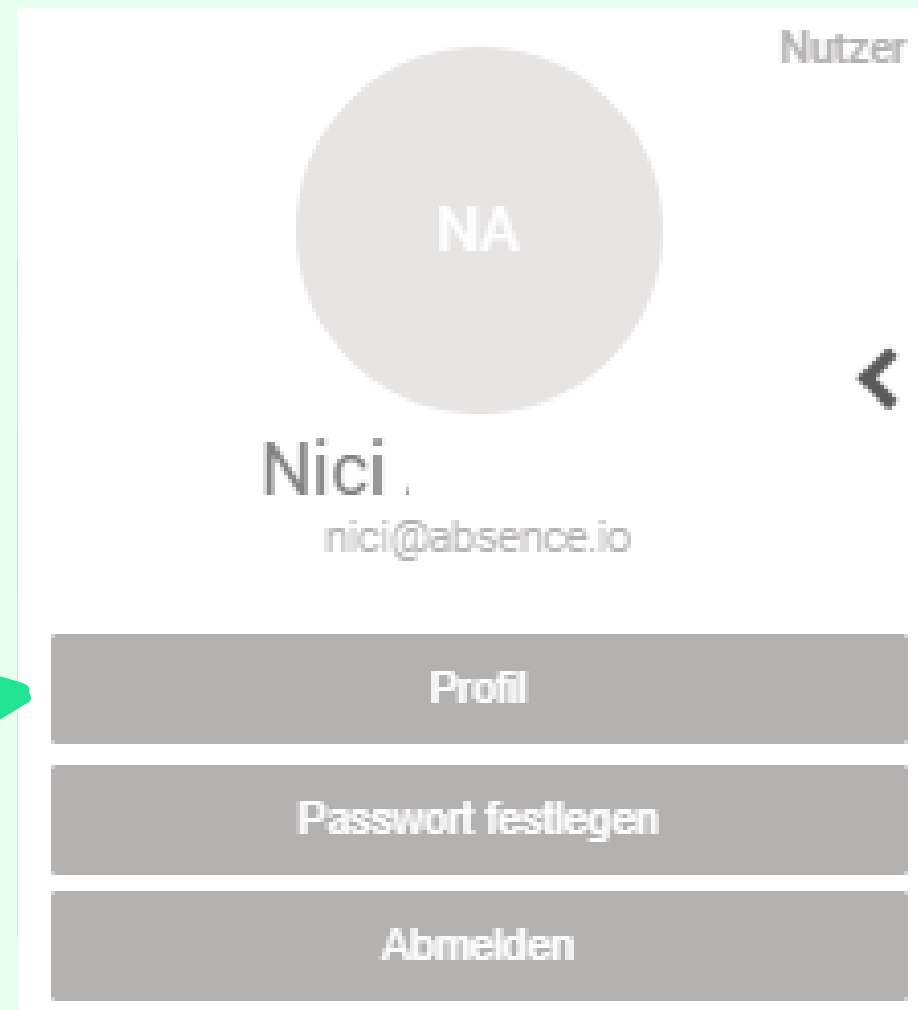 Nutzer
NA
Nici
nici@absence.io
Profil
Passwort festlegen
Abmelden